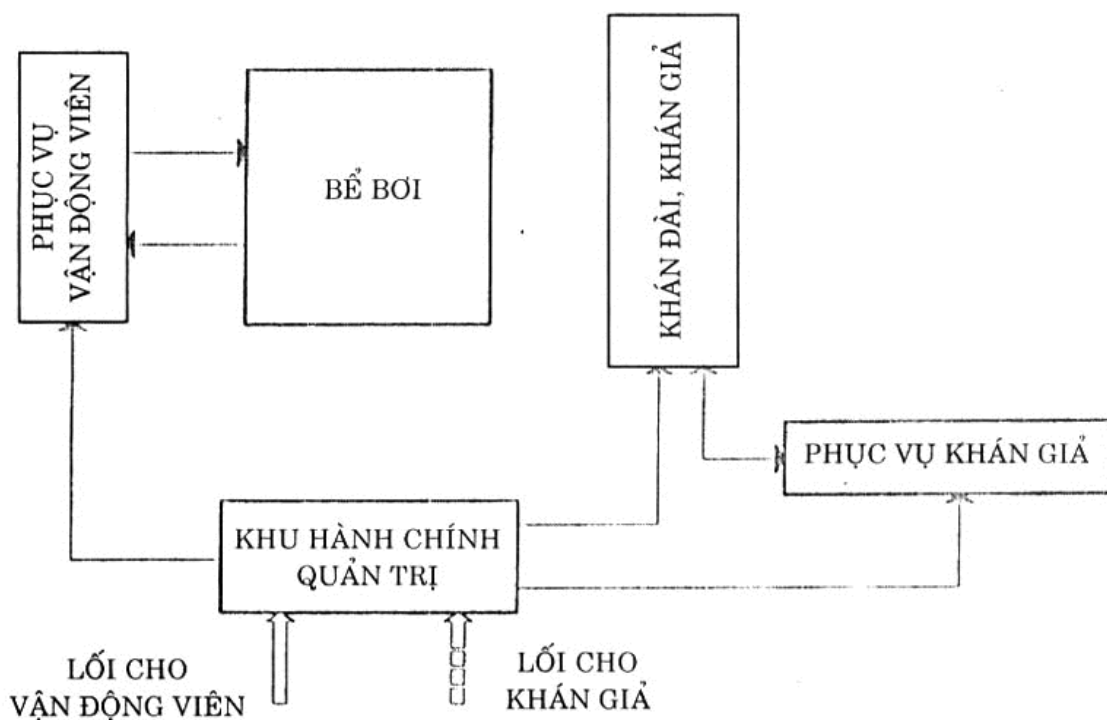 PHỤC VỤ
VẬN ĐỘNG VIÊN
BỂ BƠI
KHÁN ĐÀI, KHÁN GIẢ
PHỤC VỤ KHÁN GIẢ
KHU HÀNH CHÍNH
QUẢN TRỊ
LỐI CHO
VẬN ĐỘNG VIÊN
LỐI CHO
KHÁN GIẢ